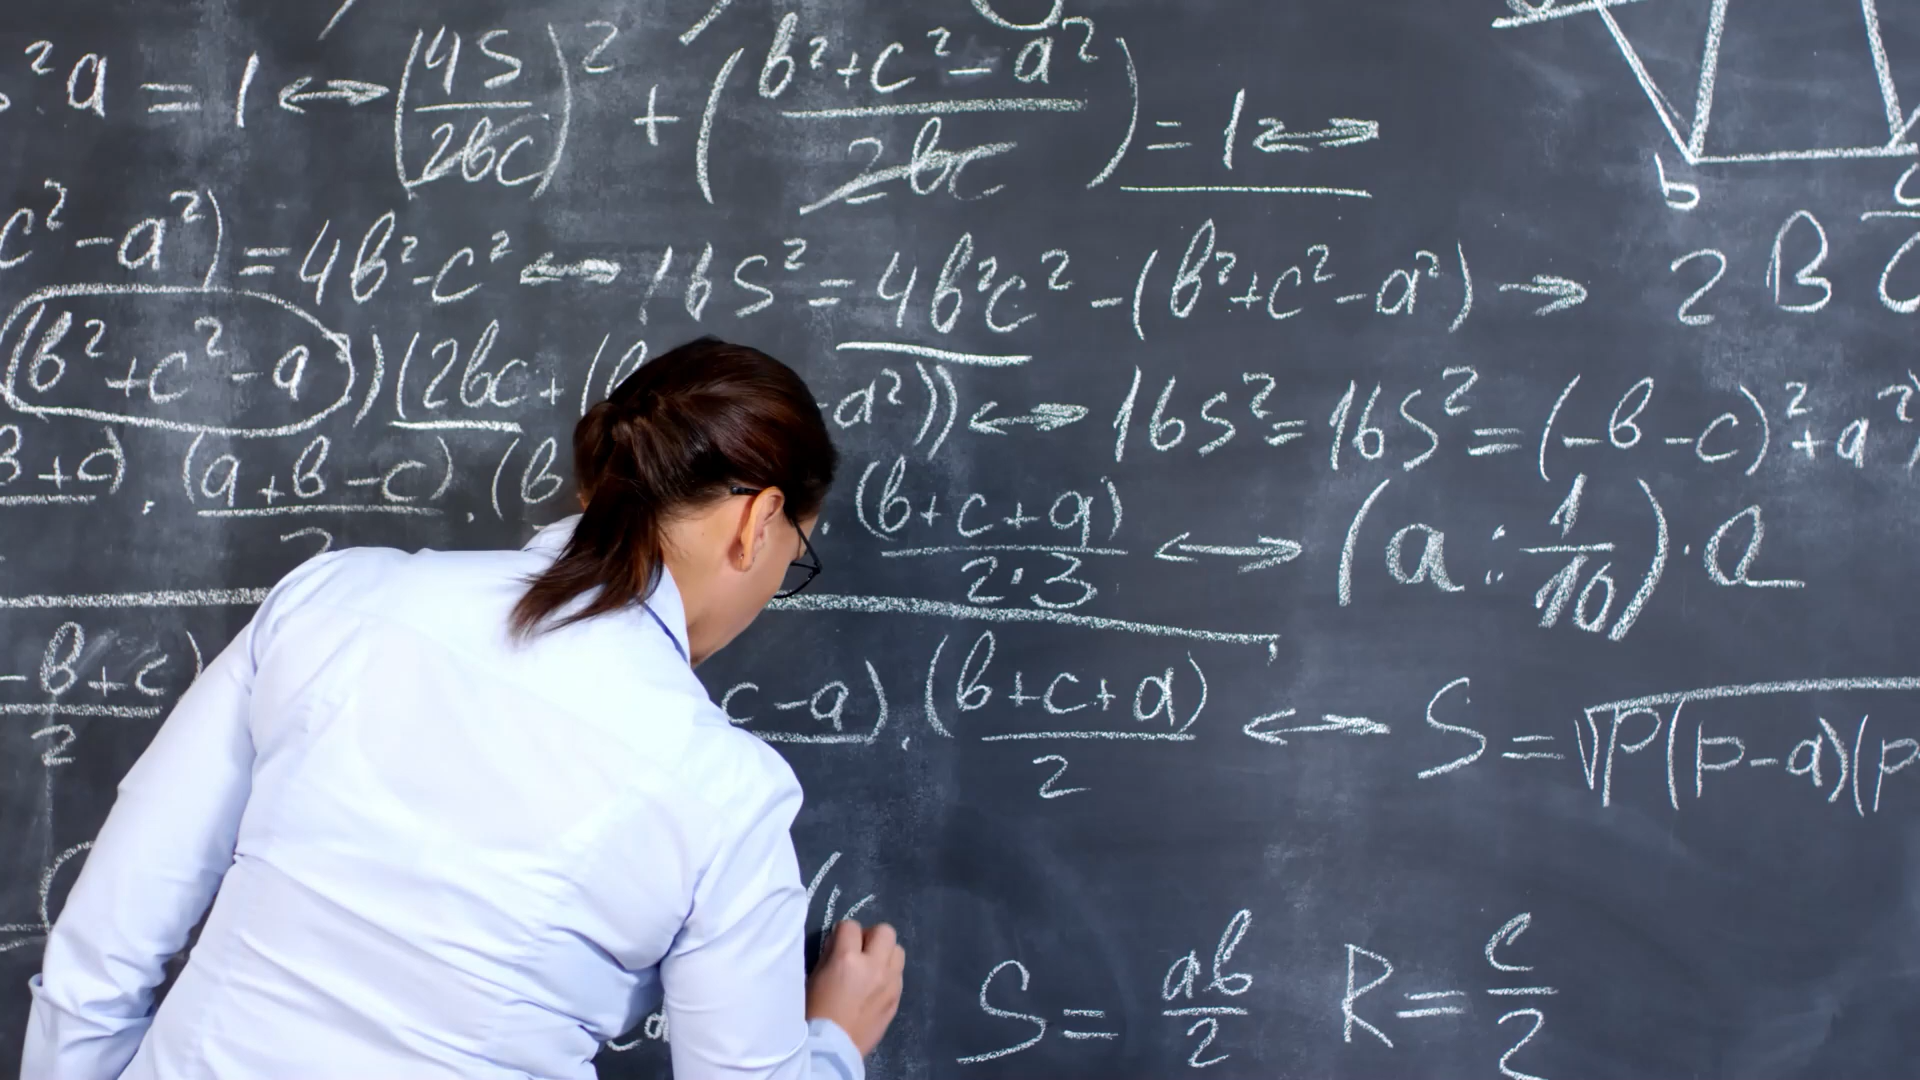 ²a = 1 ↔ (4S/2bc)² + (b²+c²-a²/2bc) = 1 ↔
b c
c²-a²) = 4b²-c² ↔ 16S² = 4b²c² - (b²+c²-a²) → 2 B C
(b²+c²-a))(2bc+( -a²)) ↔ 16S² = 16S² = (-b-c)²+a²)
b+c) · (a+b-c)/2 · (b · (b+c+a)/2·3 ↔ (a : 1/10) · a
-b+c)/2 c-a) · (b+c+a)/2 ↔ S = √p(p-a)(p
S = ab/2 R = c/2